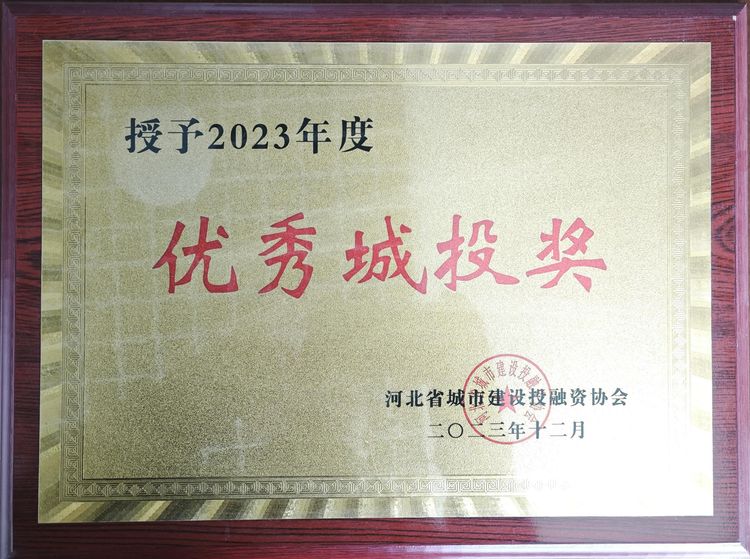 授予2023年度
优秀城投奖
河北省城市建设投融资协会
二〇二三年十二月